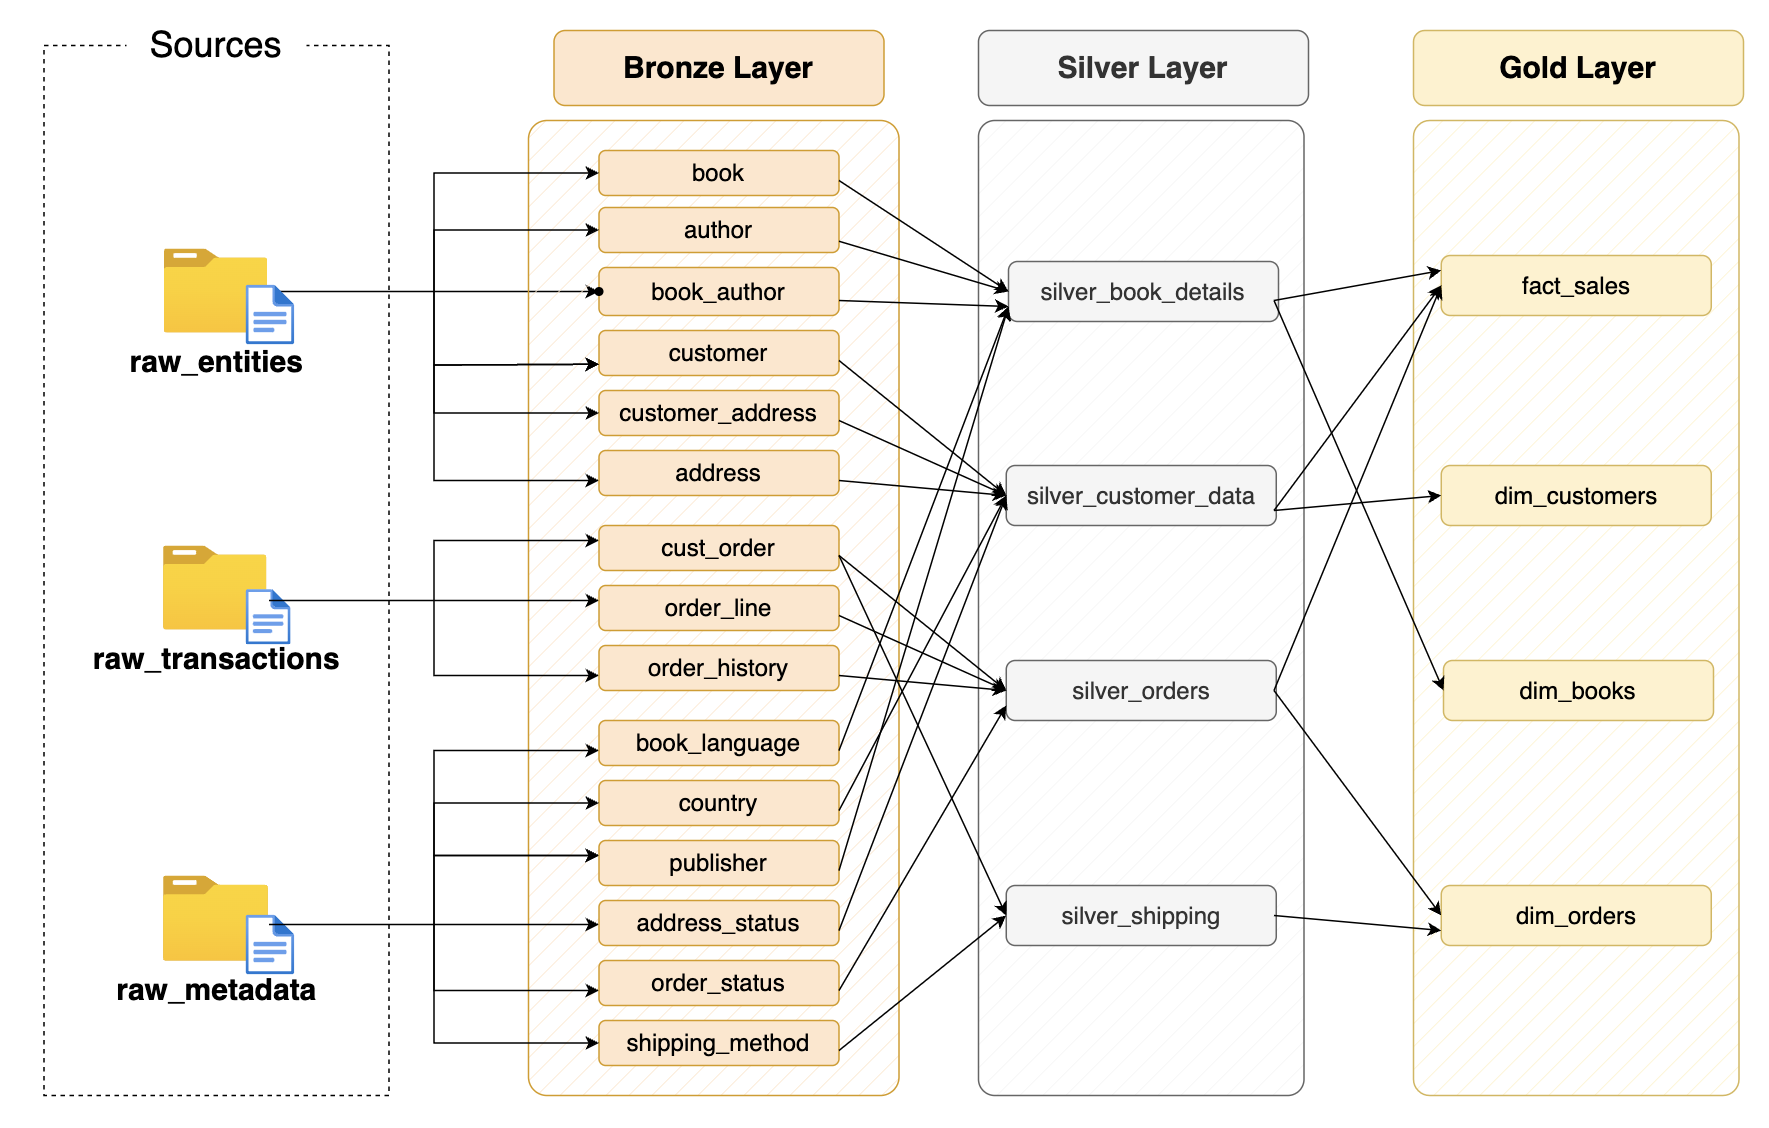 Sources
raw_entities
raw_transactions
raw_metadata
Bronze Layer
book
author
book_author
customer
customer_address
address
cust_order
order_line
order_history
book_language
country
publisher
address_status
order_status
shipping_method
Silver Layer
silver_book_details
silver_customer_data
silver_orders
silver_shipping
Gold Layer
fact_sales
dim_customers
dim_books
dim_orders